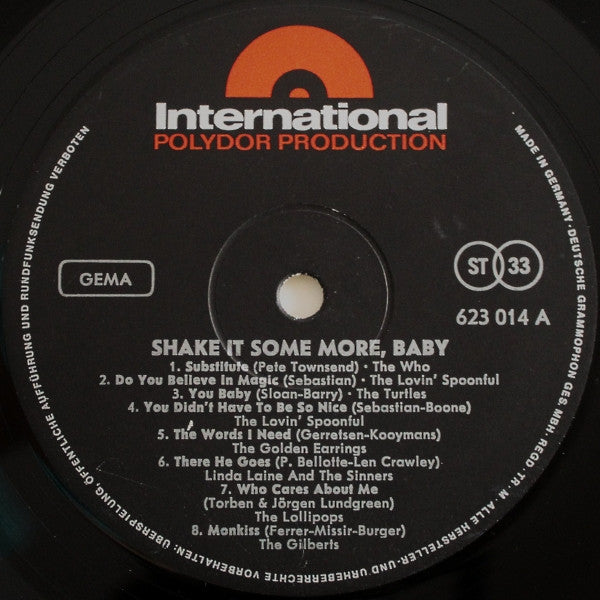 International
POLYDOR PRODUCTION
GEMA
ST 33
623 014 A
SHAKE IT SOME MORE, BABY
1. Substitute (Pete Townsend) · The Who
2. Do You Believe In Magic (Sebastian) · The Lovin' Spoonful
3. You Baby (Sloan-Barry) · The Turtles
4. You Didn't Have To Be So Nice (Sebastian-Boone)
The Lovin' Spoonful
5. The Words I Need (Gerretsen-Kooymans)
The Golden Earrings
6. There He Goes (P. Bellotte-Len Crawley)
Linda Laine And The Sinners
7. Who Cares About Me
(Torben & Jörgen Lundgreen)
The Lollipops
8. Monkiss (Ferrer-Missir-Burger)
The Gilberts
MADE IN GERMANY · DEUTSCHE GRAMMOPHON GES. MBH · REGD. TR. M. ALLE HERSTELLER- UND URHEBERRECHTE VORBEHALTEN: ÜBERSPIELUNG, ÖFFENTLICHE AUFFÜHRUNG UND RUNDFUNKSENDUNG VERBOTEN